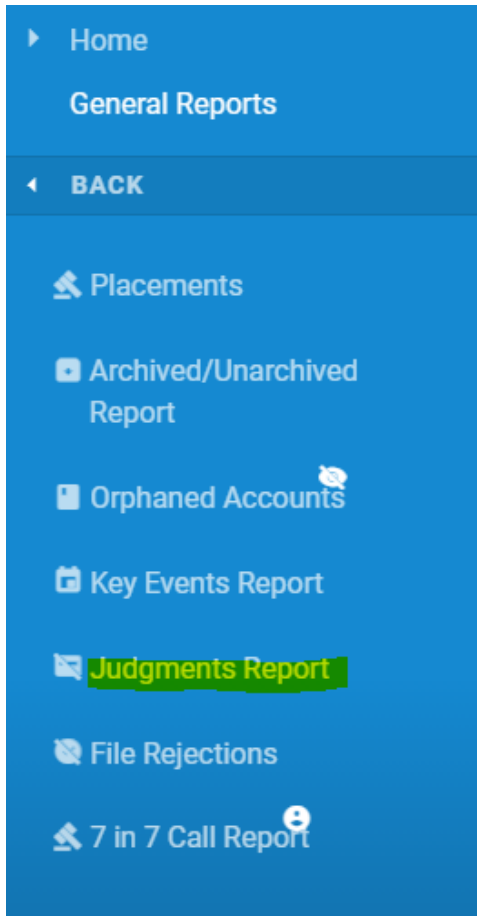 Home
General Reports
BACK
Placements
Archived/Unarchived
Report
Orphaned Accounts
Key Events Report
Judgments Report
File Rejections
7 in 7 Call Report